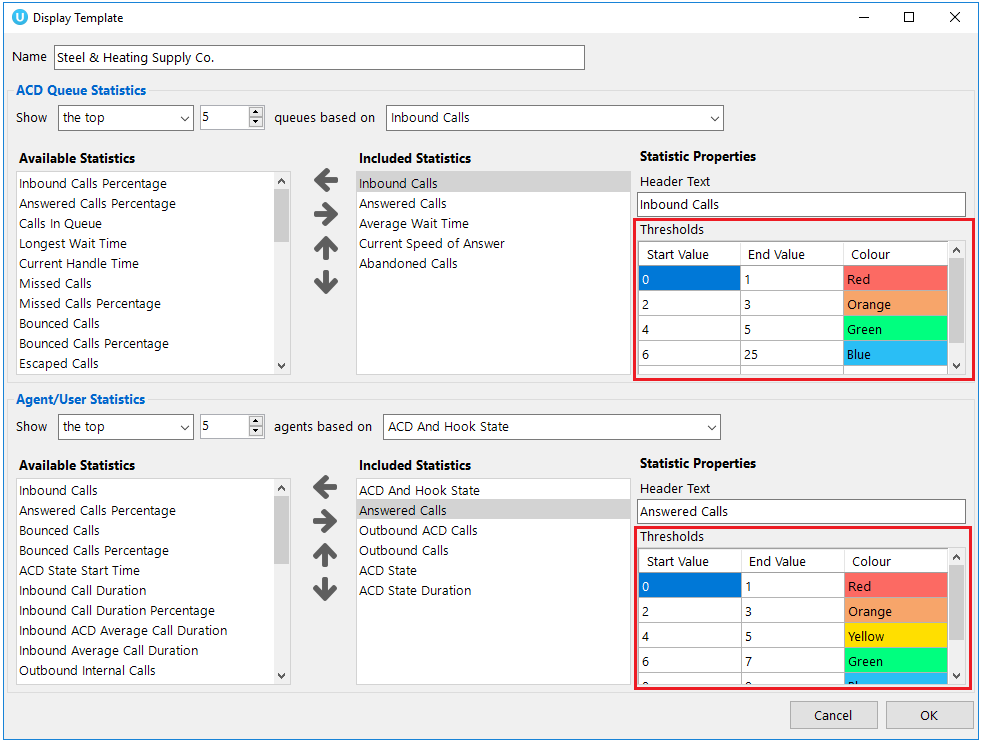 U Display Template
Name Steel & Heating Supply Co.
ACD Queue Statistics
Show the top 5 queues based on Inbound Calls
Available Statistics
Inbound Calls Percentage
Answered Calls Percentage
Calls In Queue
Longest Wait Time
Current Handle Time
Missed Calls
Missed Calls Percentage
Bounced Calls
Bounced Calls Percentage
Escaped Calls
Included Statistics
Inbound Calls
Answered Calls
Average Wait Time
Current Speed of Answer
Abandoned Calls
Statistic Properties
Header Text
Inbound Calls
Thresholds
Start Value End Value Colour
0 1 Red
2 3 Orange
4 5 Green
6 25 Blue
Agent/User Statistics
Show the top 5 agents based on ACD And Hook State
Available Statistics
Inbound Calls
Answered Calls Percentage
Bounced Calls
Bounced Calls Percentage
ACD State Start Time
Inbound Call Duration
Inbound Call Duration Percentage
Inbound ACD Average Call Duration
Inbound Average Call Duration
Outbound Internal Calls
Included Statistics
ACD And Hook State
Answered Calls
Outbound ACD Calls
Outbound Calls
ACD State
ACD State Duration
Statistic Properties
Header Text
Answered Calls
Thresholds
Start Value End Value Colour
0 1 Red
2 3 Orange
4 5 Yellow
6 7 Green
Cancel OK